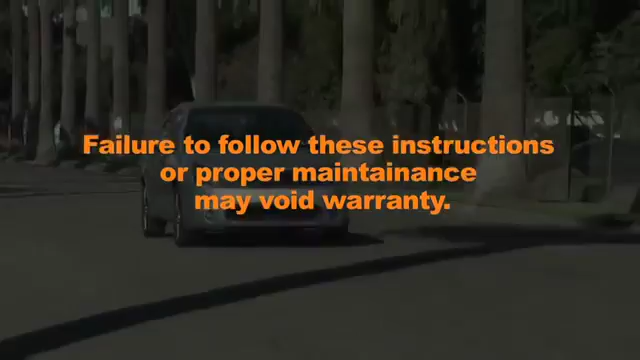 Failure to follow these instructions
or proper maintainance
may void warranty.